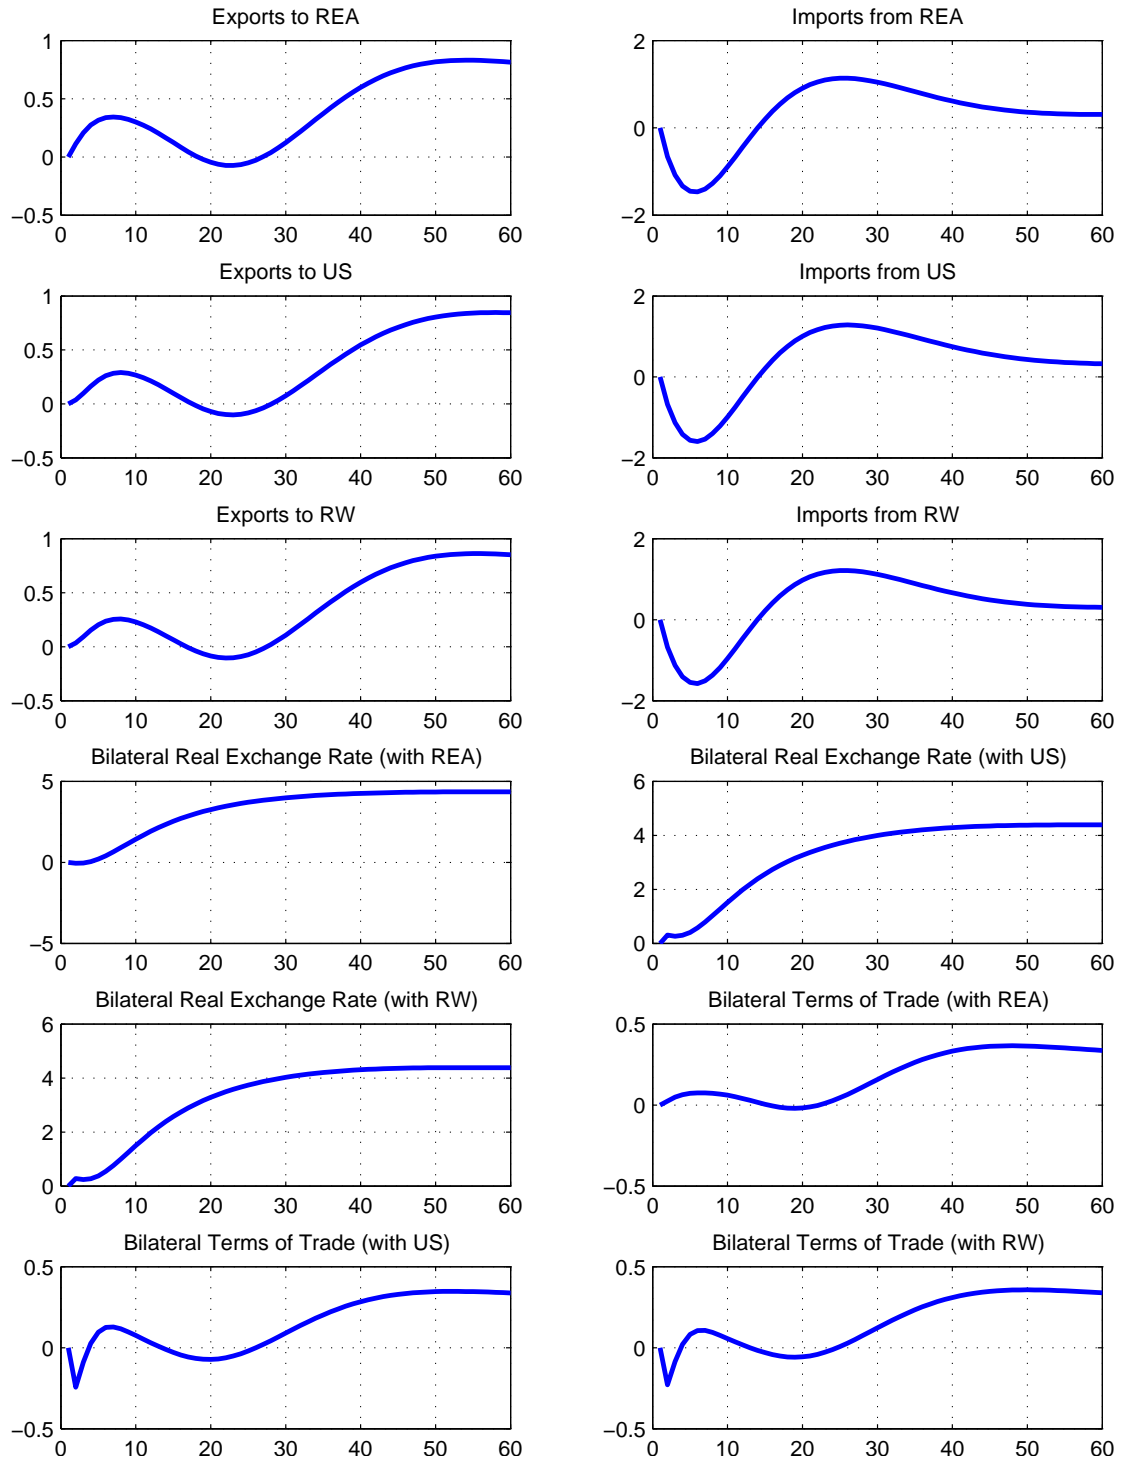 Exports to REA
1
0.5
0
−0.5
0 10 20 30 40 50 60
Imports from REA
2
0
−2
0 10 20 30 40 50 60
Exports to US
1
0.5
0
−0.5
0 10 20 30 40 50 60
Imports from US
2
0
−2
0 10 20 30 40 50 60
Exports to RW
1
0.5
0
−0.5
0 10 20 30 40 50 60
Imports from RW
2
0
−2
0 10 20 30 40 50 60
Bilateral Real Exchange Rate (with REA)
5
0
−5
0 10 20 30 40 50 60
Bilateral Real Exchange Rate (with US)
6
4
2
0
0 10 20 30 40 50 60
Bilateral Real Exchange Rate (with RW)
6
4
2
0
0 10 20 30 40 50 60
Bilateral Terms of Trade (with REA)
0.5
0
−0.5
0 10 20 30 40 50 60
Bilateral Terms of Trade (with US)
0.5
0
−0.5
0 10 20 30 40 50 60
Bilateral Terms of Trade (with RW)
0.5
0
−0.5
0 10 20 30 40 50 60